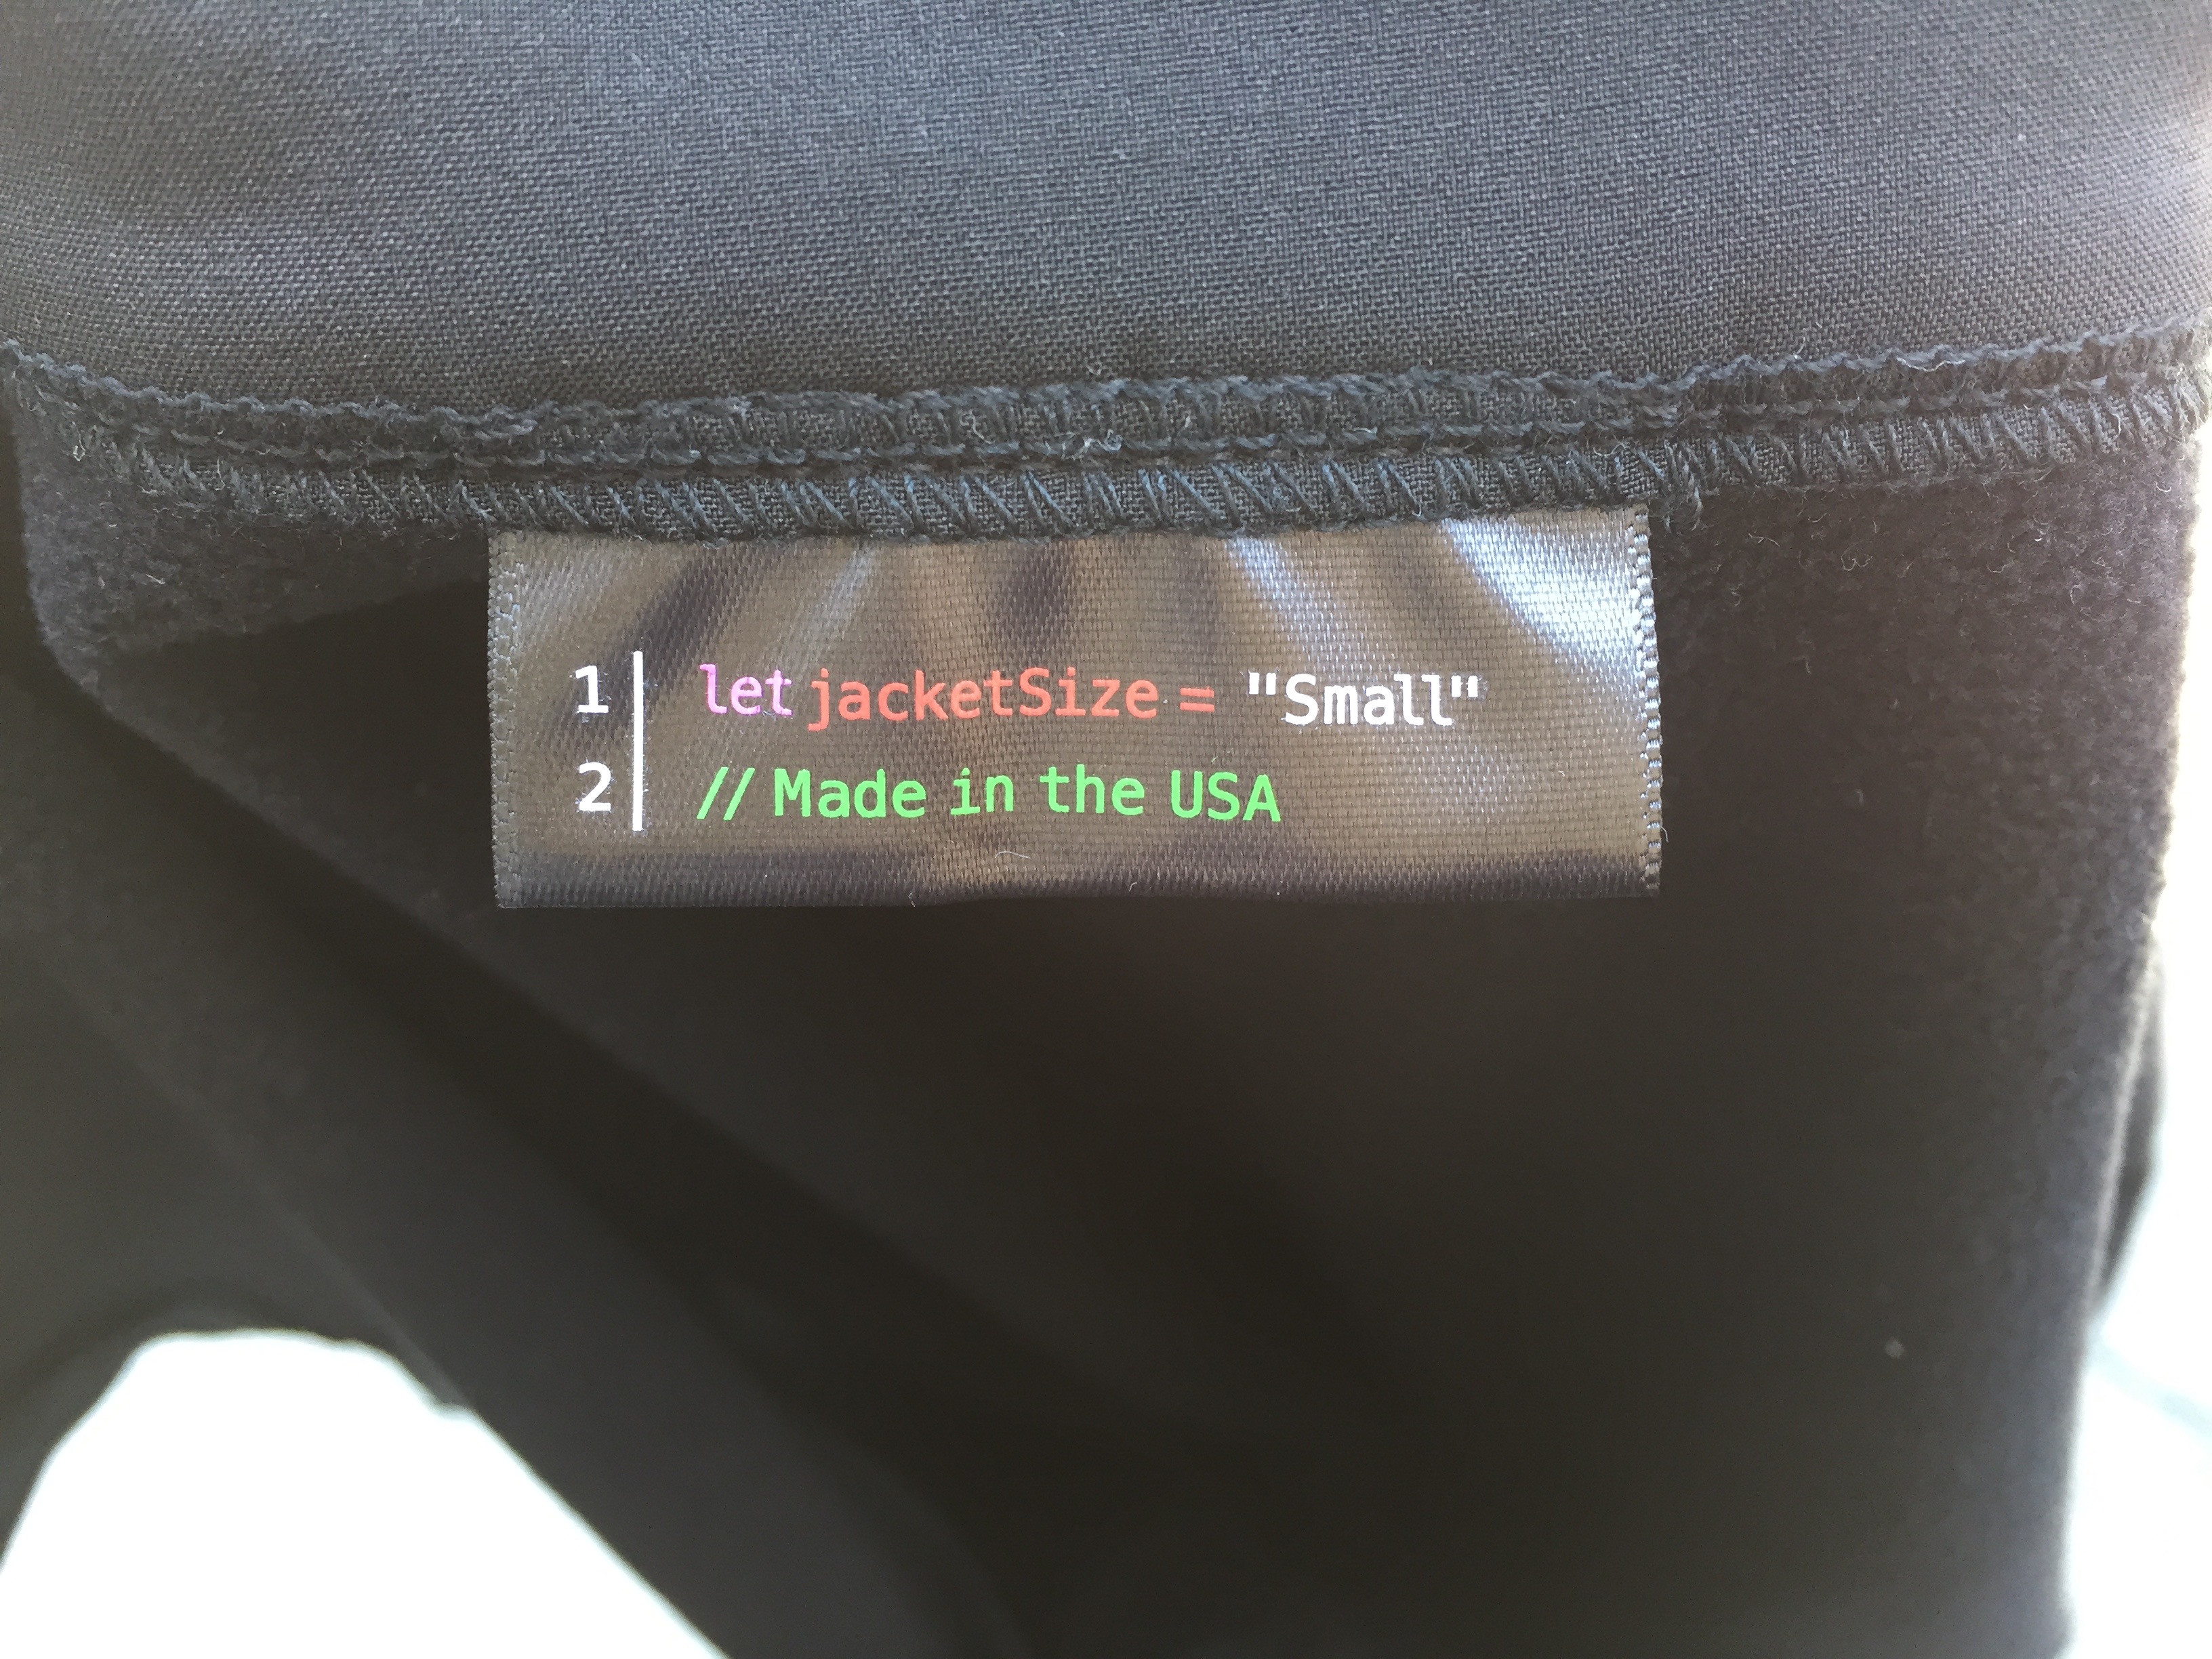 1 let jacketSize = "Small"
2 // Made in the USA